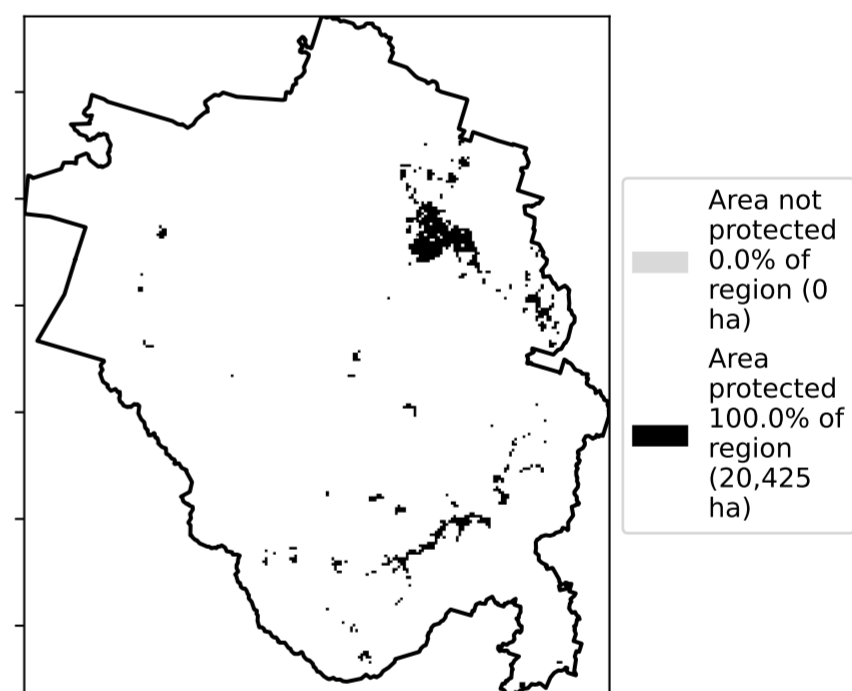 Area not
protected
0.0% of
region (0
ha)
Area
protected
100.0% of
region
(20,425
ha)